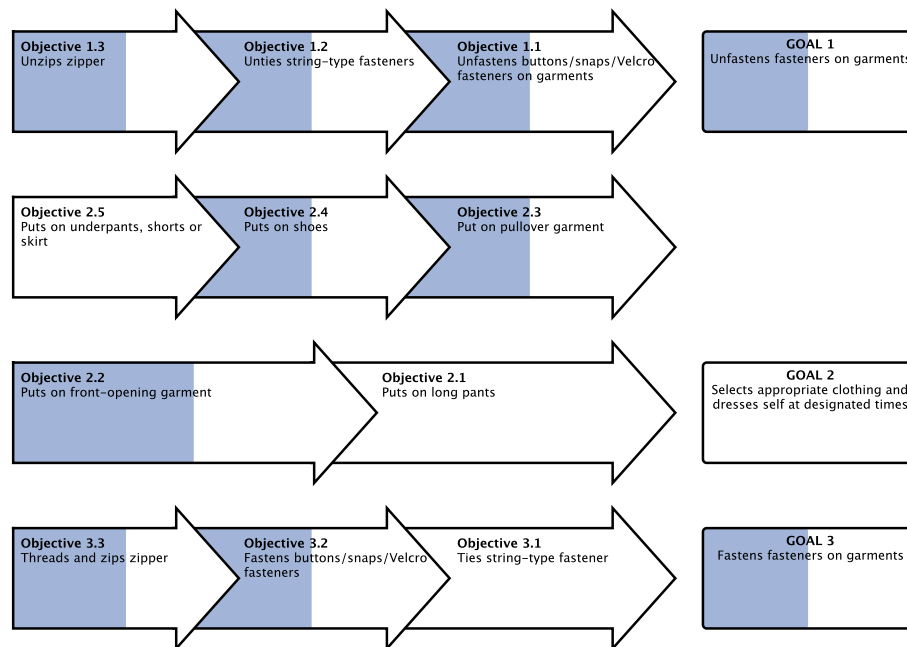 Objective 1.3
Unzips zipper
Objective 1.2
Unties string-type fasteners
Objective 1.1
Unfastens buttons/snaps/Velcro
fasteners on garments
GOAL 1
Unfastens fasteners on garments
Objective 2.5
Puts on underpants, shorts or
skirt
Objective 2.4
Puts on shoes
Objective 2.3
Put on pullover garment
Objective 2.2
Puts on front-opening garment
Objective 2.1
Puts on long pants
GOAL 2
Selects appropriate clothing and
dresses self at designated times
Objective 3.3
Threads and zips zipper
Objective 3.2
Fastens buttons/snaps/Velcro
fasteners
Objective 3.1
Ties string-type fastener
GOAL 3
Fastens fasteners on garments